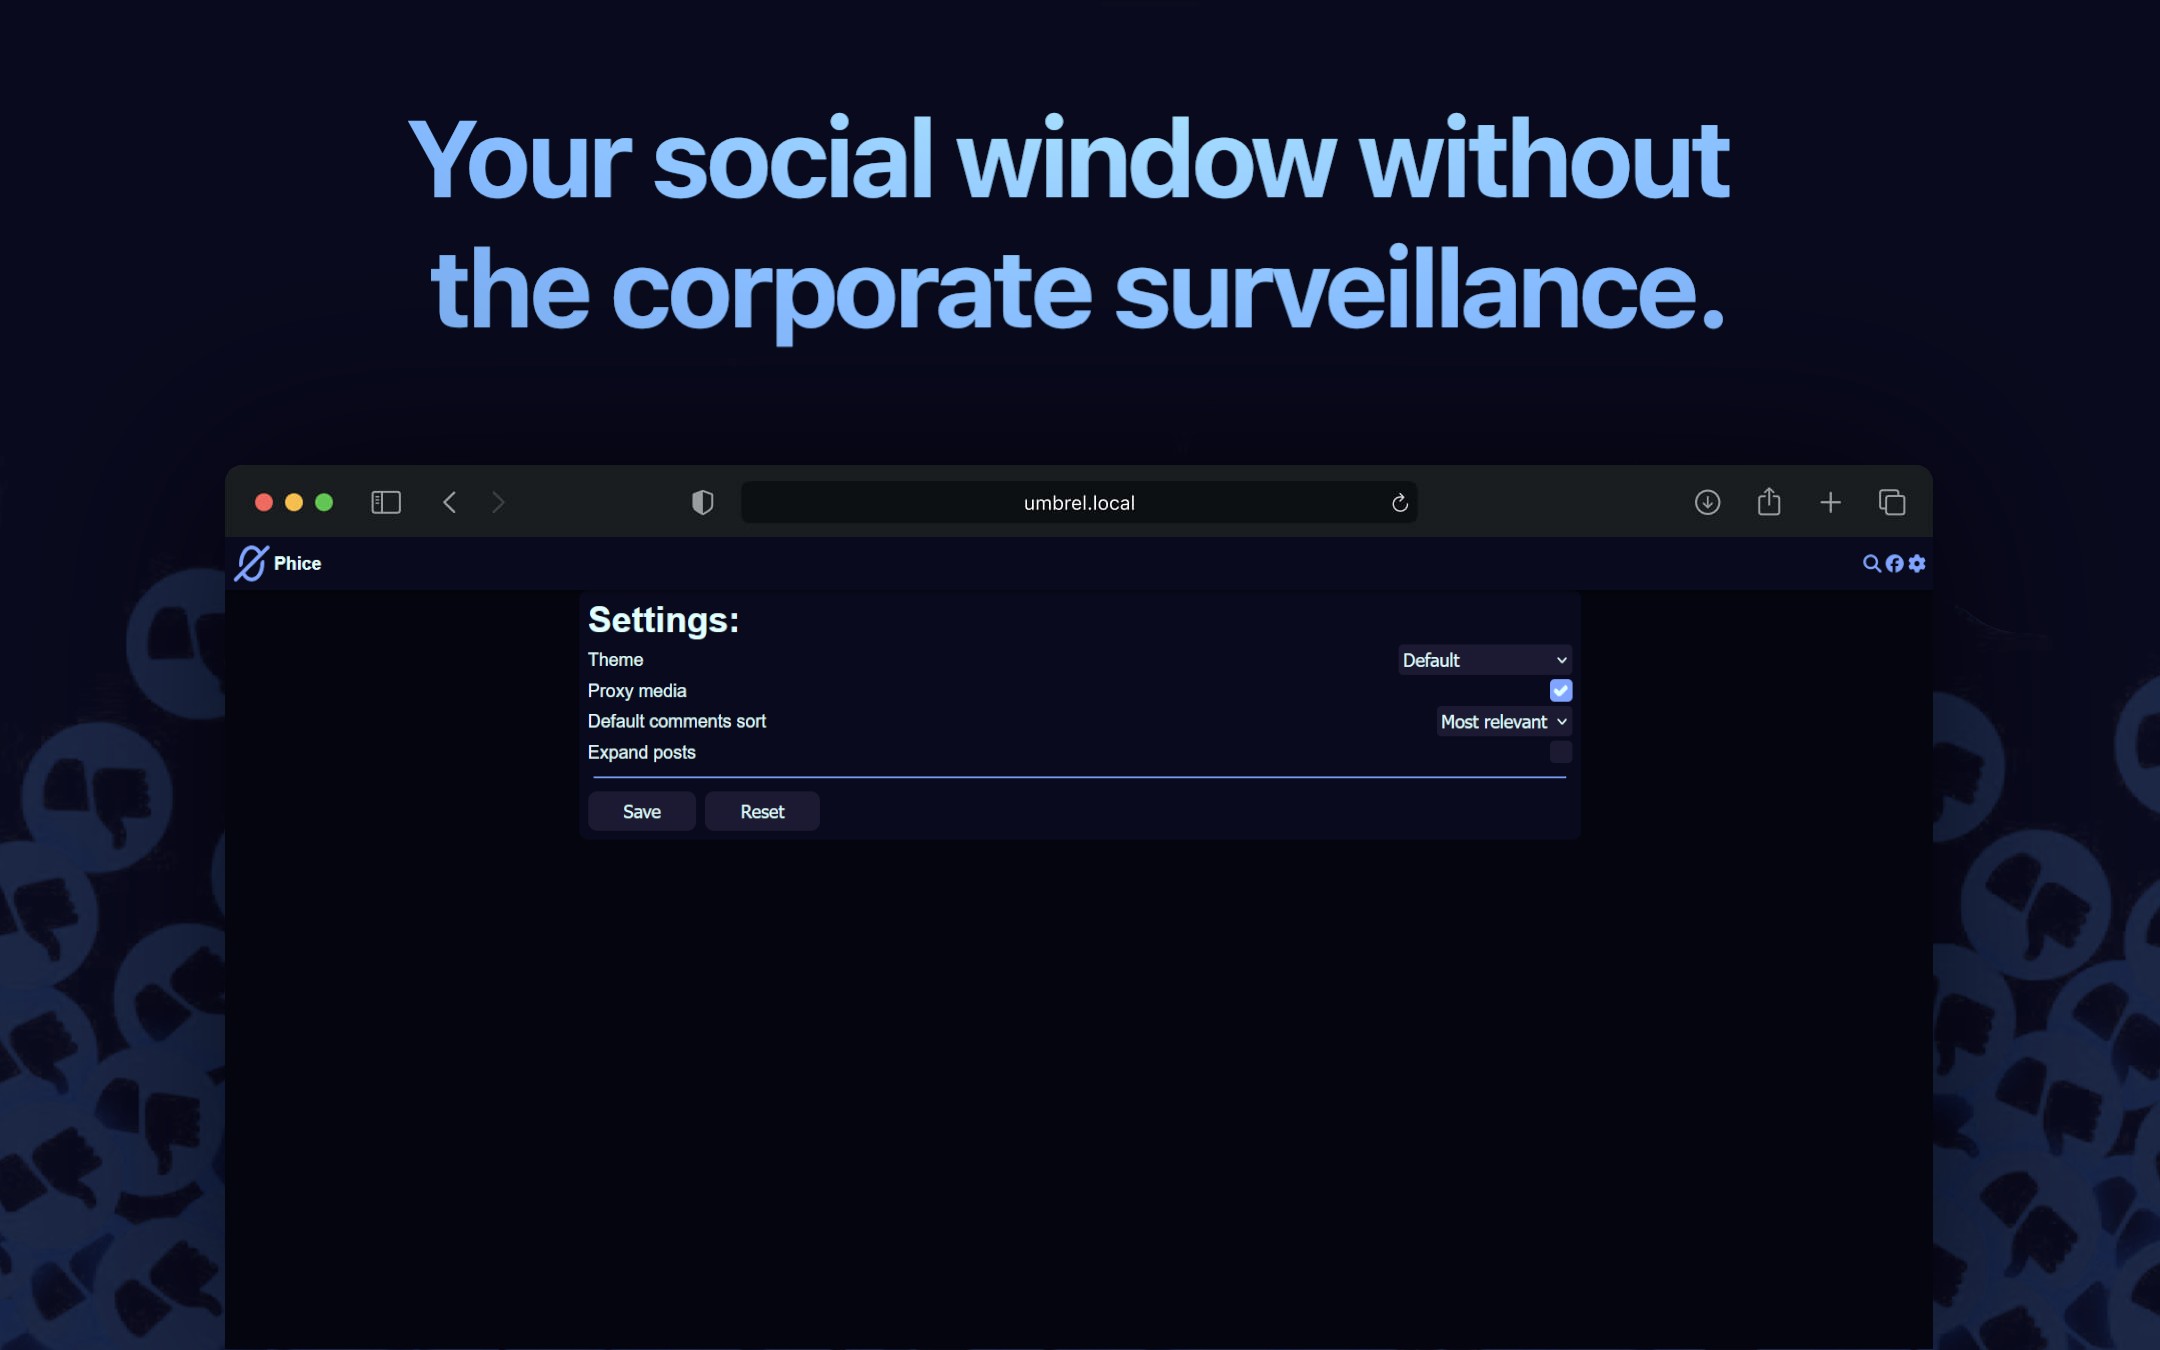 Your social window without
the corporate surveillance.
umbrel.local
Phice
Settings:
Theme
Default
Proxy media
Default comments sort
Most relevant
Expand posts
Save
Reset